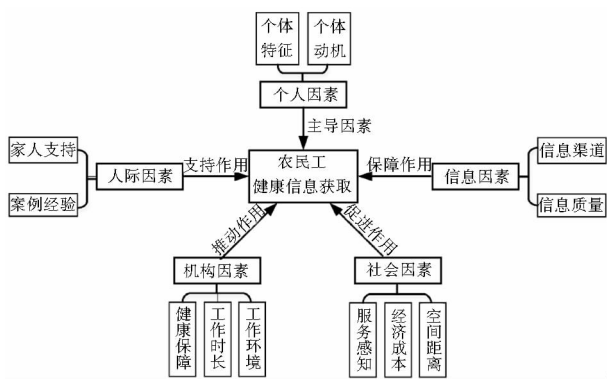 个体
特征
个体
动机
个人因素
主导因素
家人支持
案例经验
人际因素
支持作用
农民工
健康信息获取
保障作用
信息因素
信息渠道
信息质量
推动作用
促进作用
机构因素
社会因素
健康保障
工作时长
工作环境
服务感知
经济成本
空间距离